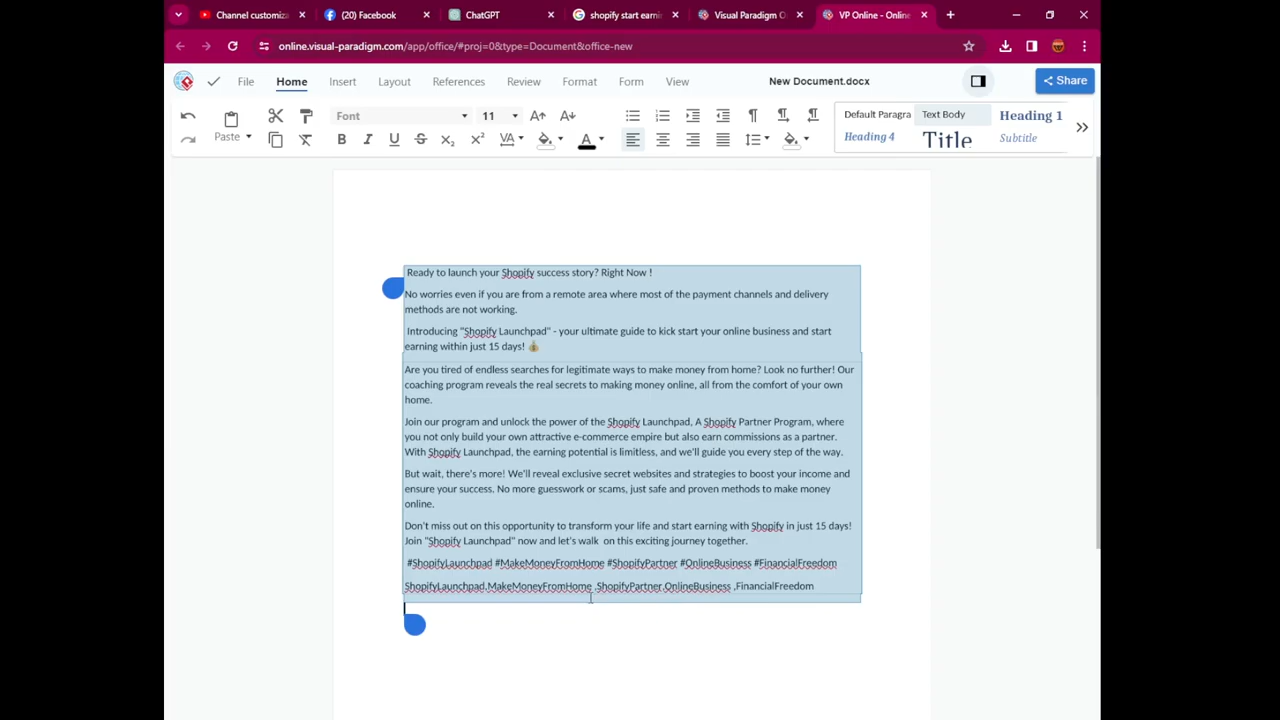 Channel customiza
(20) Facebook
ChatGPT
shopify start earni
Visual Paradigm O
VP Online - Online
online.visual-paradigm.com/app/office/#proj=0&type=Document&office-new
File Home Insert Layout References Review Format Form View
New Document.docx
Share
Paste
Font
11
Default Paragra
Text Body
Heading 1
Heading 4
Title
Subtitle
Ready to launch your Shopify success story? Right Now !
No worries even if you are from a remote area where most of the payment channels and delivery
methods are not working.
Introducing "Shopify Launchpad" - your ultimate guide to kick start your online business and start
earning within just 15 days! 💰
Are you tired of endless searches for legitimate ways to make money from home? Look no further! Our
coaching program reveals the real secrets to making money online, all from the comfort of your own
home.
Join our program and unlock the power of the Shopify Launchpad, A Shopify Partner Program, where
you not only build your own attractive e-commerce empire but also earn commissions as a partner.
With Shopify Launchpad, the earning potential is limitless, and we'll guide you every step of the way.
But wait, there's more! We'll reveal exclusive secret websites and strategies to boost your income and
ensure your success. No more guesswork or scams, just safe and proven methods to make money
online.
Don't miss out on this opportunity to transform your life and start earning with Shopify in just 15 days!
Join "Shopify Launchpad" now and let's walk  on this exciting journey together.
#ShopifyLaunchpad #MakeMoneyFromHome #ShopifyPartner #OnlineBusiness #FinancialFreedom
ShopifyLaunchpad,MakeMoneyFromHome ,ShopifyPartner,OnlineBusiness ,FinancialFreedom